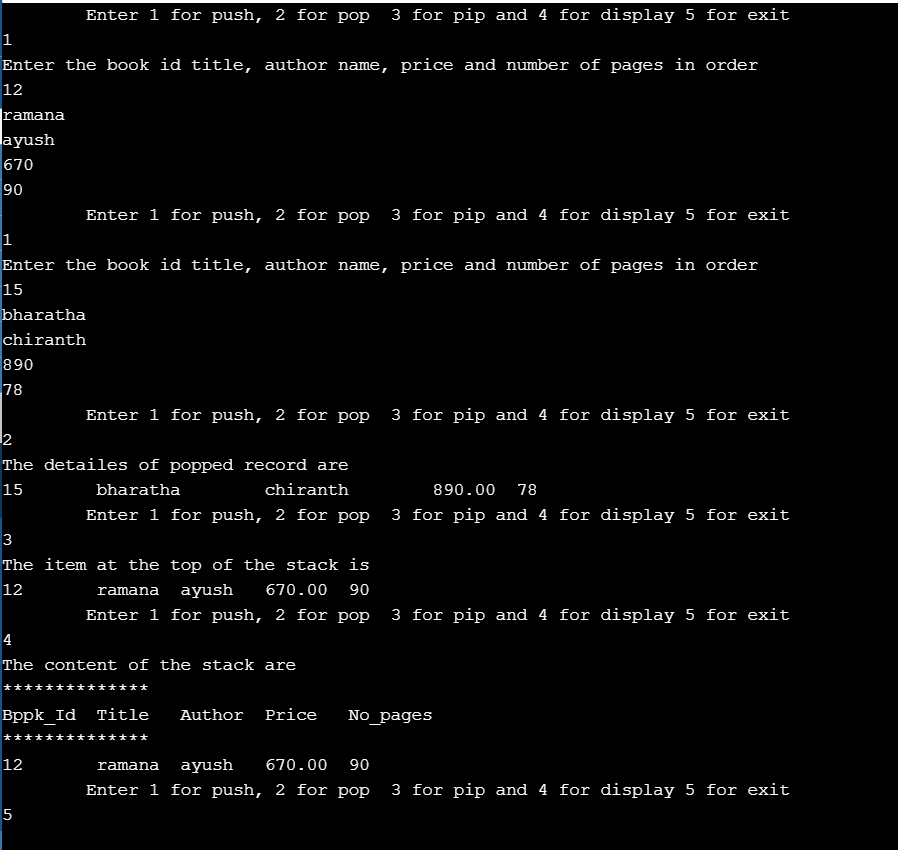 Enter 1 for push, 2 for pop  3 for pip and 4 for display 5 for exit
1
Enter the book id title, author name, price and number of pages in order
12
ramana
ayush
670
90
Enter 1 for push, 2 for pop  3 for pip and 4 for display 5 for exit
1
Enter the book id title, author name, price and number of pages in order
15
bharatha
chiranth
890
78
Enter 1 for push, 2 for pop  3 for pip and 4 for display 5 for exit
2
The detailes of popped record are
15       bharatha        chiranth        890.00  78
Enter 1 for push, 2 for pop  3 for pip and 4 for display 5 for exit
3
The item at the top of the stack is
12       ramana  ayush   670.00  90
Enter 1 for push, 2 for pop  3 for pip and 4 for display 5 for exit
4
The content of the stack are
**************
Bppk_Id  Title   Author  Price   No_pages
**************
12       ramana  ayush   670.00  90
Enter 1 for push, 2 for pop  3 for pip and 4 for display 5 for exit
5